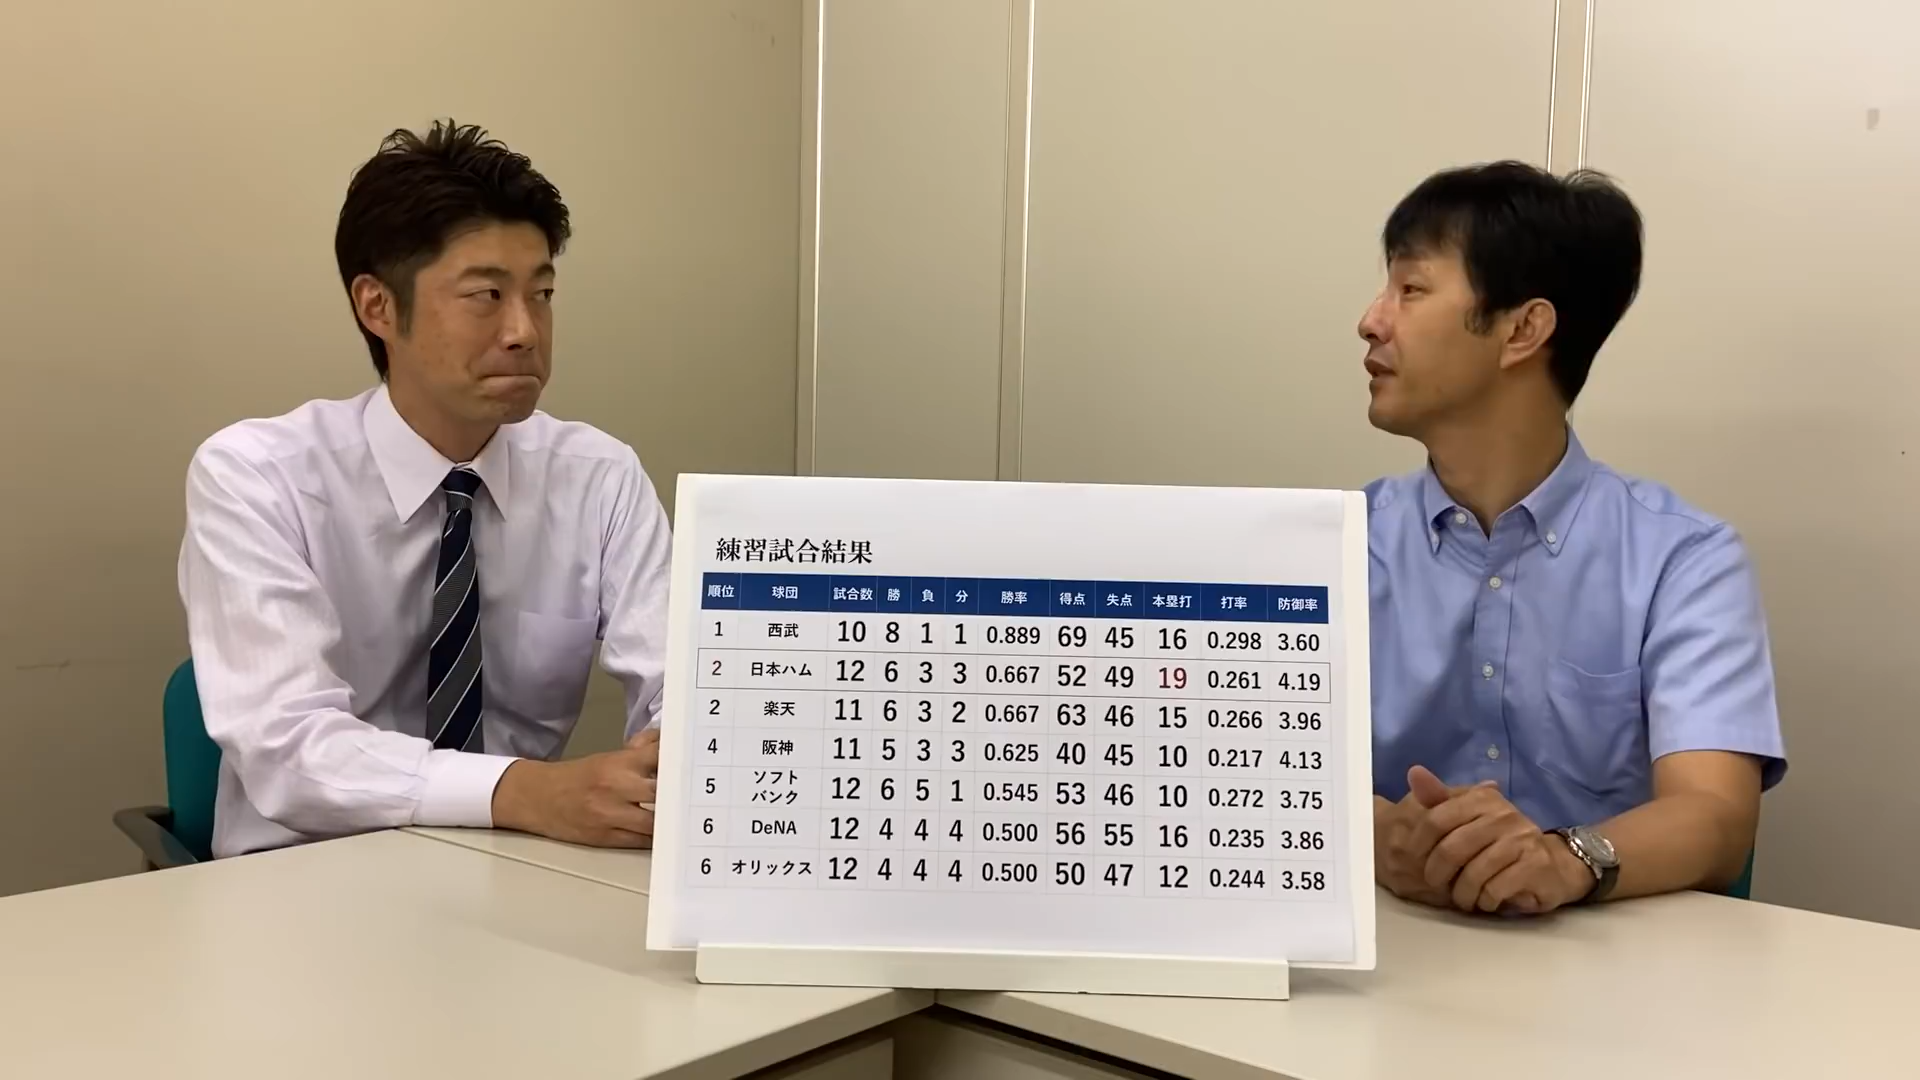 練習試合結果
順位 球団 試合数 勝 負 分 勝率 得点 失点 本塁打 打率 防御率
1 西武 10 8 1 1 0.889 69 45 16 0.298 3.60
2 日本ハム 12 6 3 3 0.667 52 49 19 0.261 4.19
2 楽天 11 6 3 2 0.667 63 46 15 0.266 3.96
4 阪神 11 5 3 3 0.625 40 45 10 0.217 4.13
5 ソフトバンク 12 6 5 1 0.545 53 46 10 0.272 3.75
6 DeNA 12 4 4 4 0.500 56 55 16 0.235 3.86
6 オリックス 12 4 4 4 0.500 50 47 12 0.244 3.58